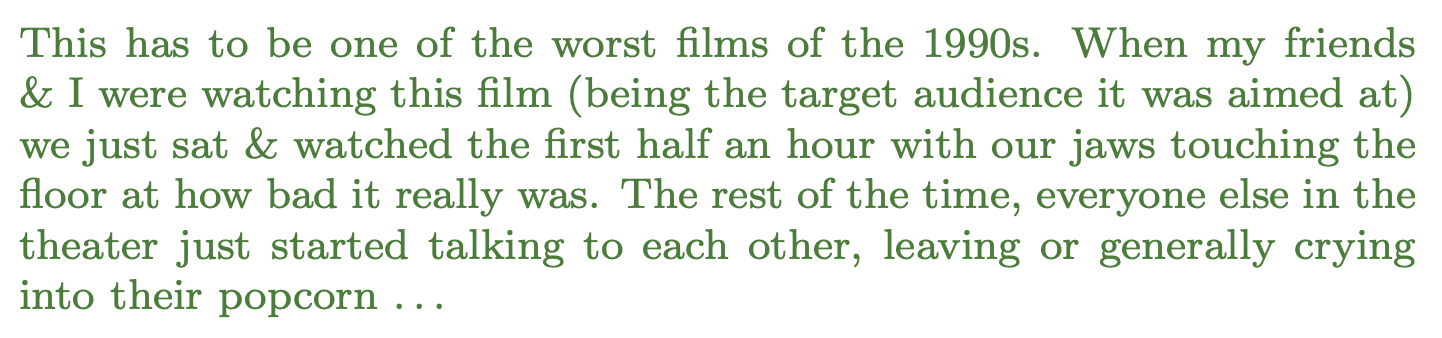 This has to be one of the worst films of the 1990s. When my friends
& I were watching this film (being the target audience it was aimed at)
we just sat & watched the first half an hour with our jaws touching the
floor at how bad it really was. The rest of the time, everyone else in the
theater just started talking to each other, leaving or generally crying
into their popcorn . . .